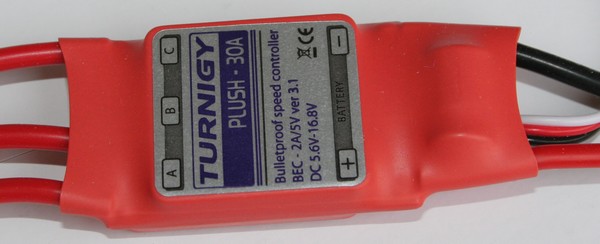 C
B
A
TURNIGY
PLUSH - 30A
Bulletproof speed controller
BEC - 2A/5V ver 3.1
DC 5.6V-16.8V
CE
-
BATTERY
+